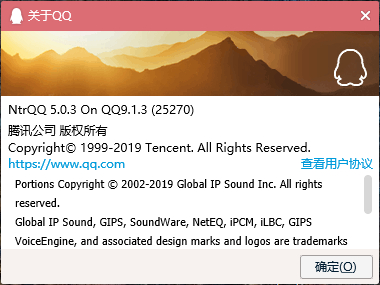 关于QQ
NtrQQ 5.0.3 On QQ9.1.3 (25270)
腾讯公司 版权所有
Copyright© 1999-2019 Tencent. All Rights Reserved.
https://www.qq.com 查看用户协议
Portions Copyright © 2002-2019 Global IP Sound Inc. All rights
reserved.
Global IP Sound, GIPS, SoundWare, NetEQ, iPCM, iLBC, GIPS
VoiceEngine, and associated design marks and logos are trademarks
确定(O)